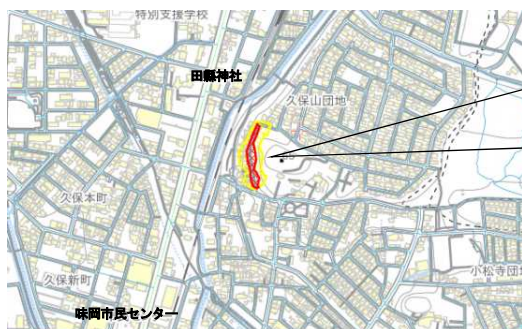 特別支援学校
田縣神社
久保山団地
久保本町
久保新町
小松寺団地
味岡市民センター